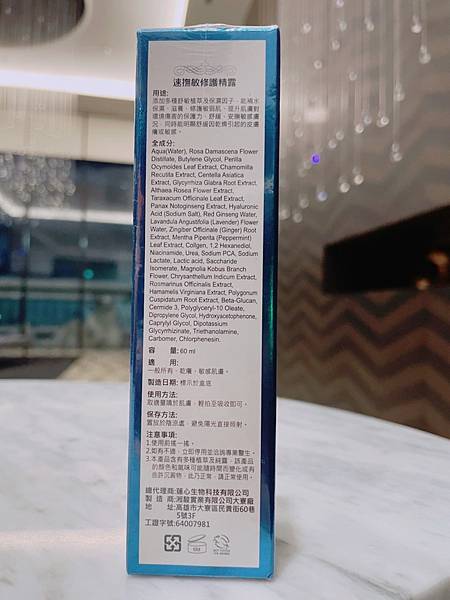 速撫敏修護精露
用途:
添加多種舒敏植萃及保濕因子，能補水
保濕、滋養、修護敏弱肌、提升肌膚對
環境傷害的保護力、舒緩、安撫敏感膚
況，同時能明顯舒緩因乾燥引起的皮膚
癢或敏感。
全成分:
Aqua(Water), Rosa Damascena Flower
Distillate, Butylene Glycol, Perilla
Ocymoides Leaf Extract, Chamomilla
Recutita Extract, Centella Asiatica
Extract, Glycyrrhiza Glabra Root Extract,
Althaea Rosea Flower Extract,
Taraxacum Officinale Leaf Extract,
Panax Notoginseng Extract, Hyaluronic
Acid (Sodium Salt), Red Ginseng Water,
Lavandula Angustifolia (Lavender) Flower
Water, Zingiber Officinale (Ginger) Root
Extract, Mentha Piperita (Peppermint)
Leaf Extract, Collgen, 1,2 Hexanediol,
Niacinamide, Urea, Sodium PCA, Sodium
Lactate, Lactic acid, Saccharide
Isomerate, Magnolia Kobus Branch
Flower, Chrysanthellum Indicum Extract,
Rosmarinus Officinalis Extract,
Hamamelis Virginiana Extract, Polygonum
Cuspidatum Root Extract, Beta-Glucan,
Cermide 3, Polyglyceryl-10 Oleate,
Dipropylene Glycol, Hydroxyacetophenone,
Caprylyl Glycol, Dipotassium
Glycyrrhizinate, Triethanolamine,
Carbomer, Chlorphenesin.
容 量:60 ml
適 用:
一般所有、乾癢、敏感肌膚。
製造日期: 標示於盒底
使用方法:
取適量噴於肌膚，輕拍至吸收即可。
保存方法:
置放於陰涼處，避免陽光直接照射。
注意事項:
1.使用前搖一搖。
2.如有不適，立即停用並洽詢專業醫生。
3.本產品含有多種植萃及純露，該產品
的顏色和氣味可能隨時間而變化或有
些許沉澱物，此乃正常，請正常使用。
總代理商:蓮心生物科技有限公司
製 造 商:湘駿實業有限公司大寮廠
地 址:高雄市大寮區民貴街60巷
5號3F
工證字號:64007981